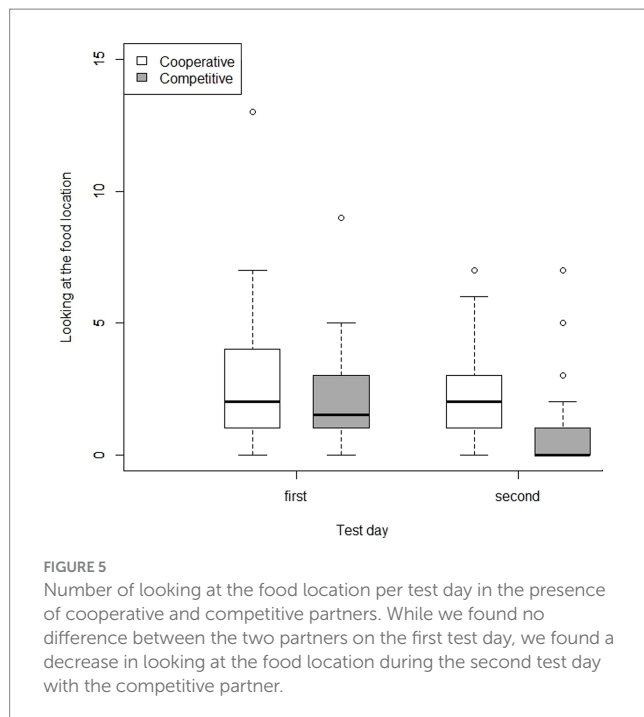 Cooperative
Competitive
15
10
5
0
Looking at the food location
first
second
Test day
FIGURE 5
Number of looking at the food location per test day in the presence
of cooperative and competitive partners. While we found no
difference between the two partners on the first test day, we found a
decrease in looking at the food location during the second test day
with the competitive partner.